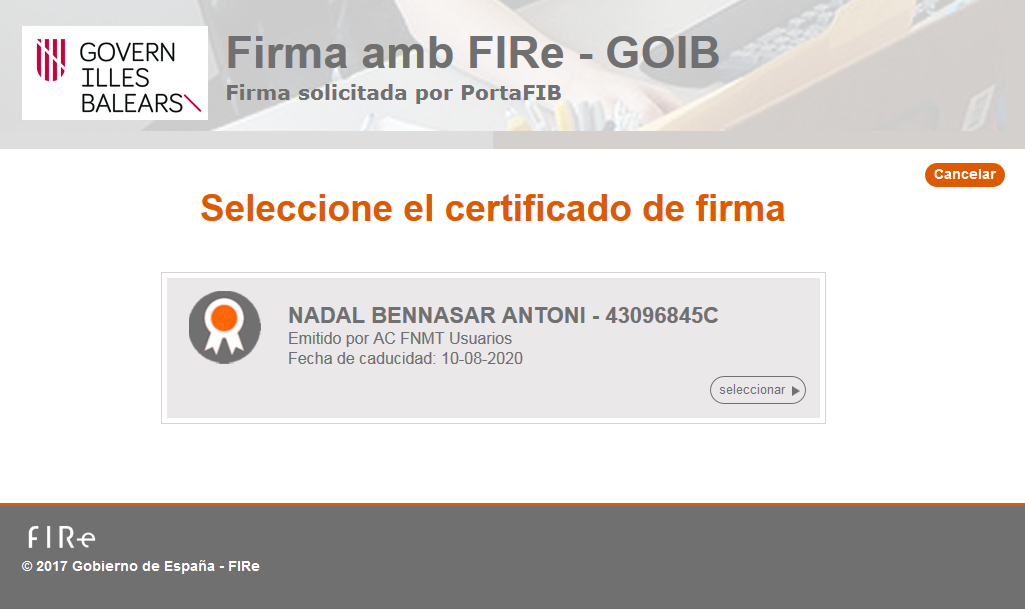 GOVERN
ILLES
BALEARS
Firma amb FIRe - GOIB
Firma solicitada por PortaFIB
Cancelar
Seleccione el certificado de firma
NADAL BENNASAR ANTONI - 43096845C
Emitido por AC FNMT Usuarios
Fecha de caducidad: 10-08-2020
seleccionar
FIRe
© 2017 Gobierno de España - FIRe